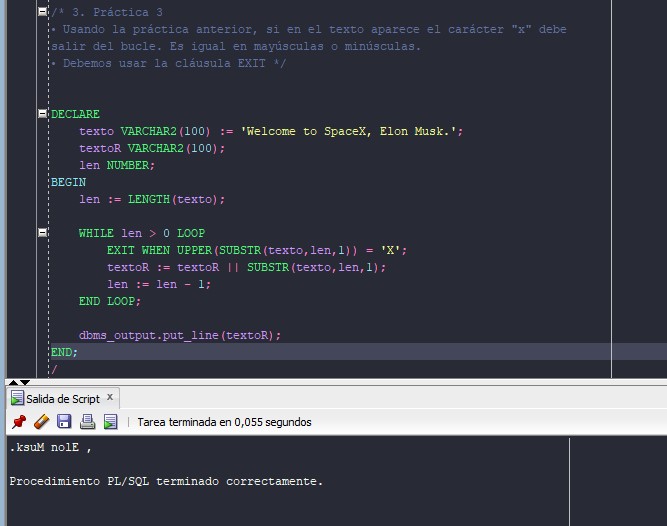 /* 3. Práctica 3
• Usando la práctica anterior, si en el texto aparece el carácter "x" debe
salir del bucle. Es igual en mayúsculas o minúsculas.
• Debemos usar la cláusula EXIT */
DECLARE
texto VARCHAR2(100) := 'Welcome to SpaceX, Elon Musk.';
textoR VARCHAR2(100);
len NUMBER;
BEGIN
len := LENGTH(texto);
WHILE len > 0 LOOP
EXIT WHEN UPPER(SUBSTR(texto,len,1)) = 'X';
textoR := textoR || SUBSTR(texto,len,1);
len := len - 1;
END LOOP;
dbms_output.put_line(textoR);
END;
/
Salida de Script x
Tarea terminada en 0,055 segundos
.ksuM nolE ,
Procedimiento PL/SQL terminado correctamente.